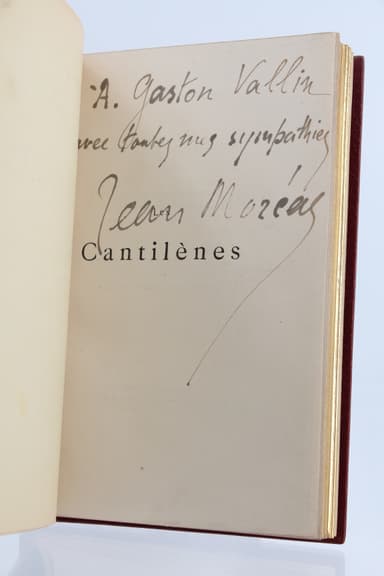 A. Gaston Vallin
avec toutes mes sympathies
Jean Moréas
Cantilènes